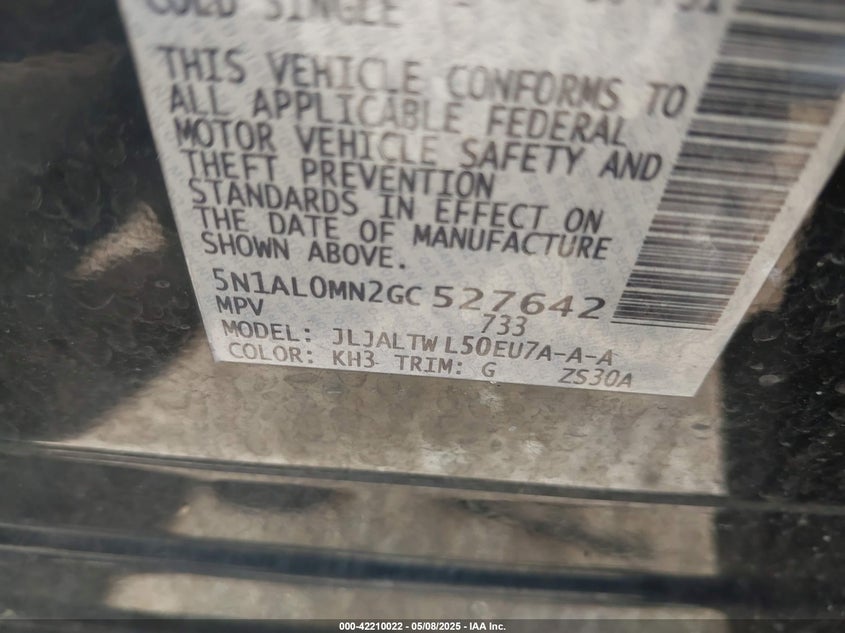 COLD SINGLE
THIS VEHICLE CONFORMS TO
ALL APPLICABLE FEDERAL
MOTOR VEHICLE SAFETY AND
THEFT PREVENTION
STANDARDS IN EFFECT ON
THE DATE OF MANUFACTURE
SHOWN ABOVE.
5N1AL0MN2GC527642
MPV 733
MODEL: JLJALTWL50EU7A-A-A
COLOR: KH3 TRIM: G ZS30A
000-42210022 - 05/08/2025 - IAA Inc.